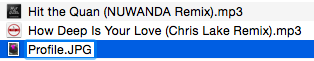 Hit the Quan (NUWANDA Remix).mp3
How Deep Is Your Love (Chris Lake Remix).mp3
Profile.JPG